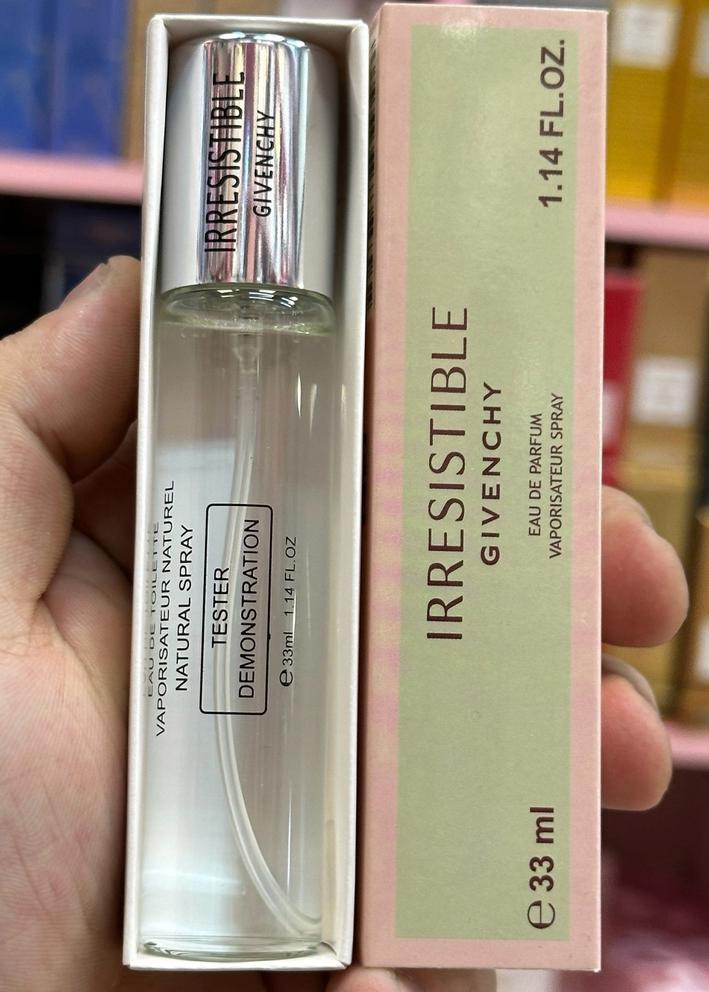 IRRESISTIBLE
GIVENCHY
EAU DE TOILETTE
VAPORISATEUR NATUREL
NATURAL SPRAY
TESTER
DEMONSTRATION
e 33ml 1.14 FL.OZ
IRRESISTIBLE
GIVENCHY
EAU DE PARFUM
VAPORISATEUR SPRAY
e 33 ml
1.14 FL.OZ.